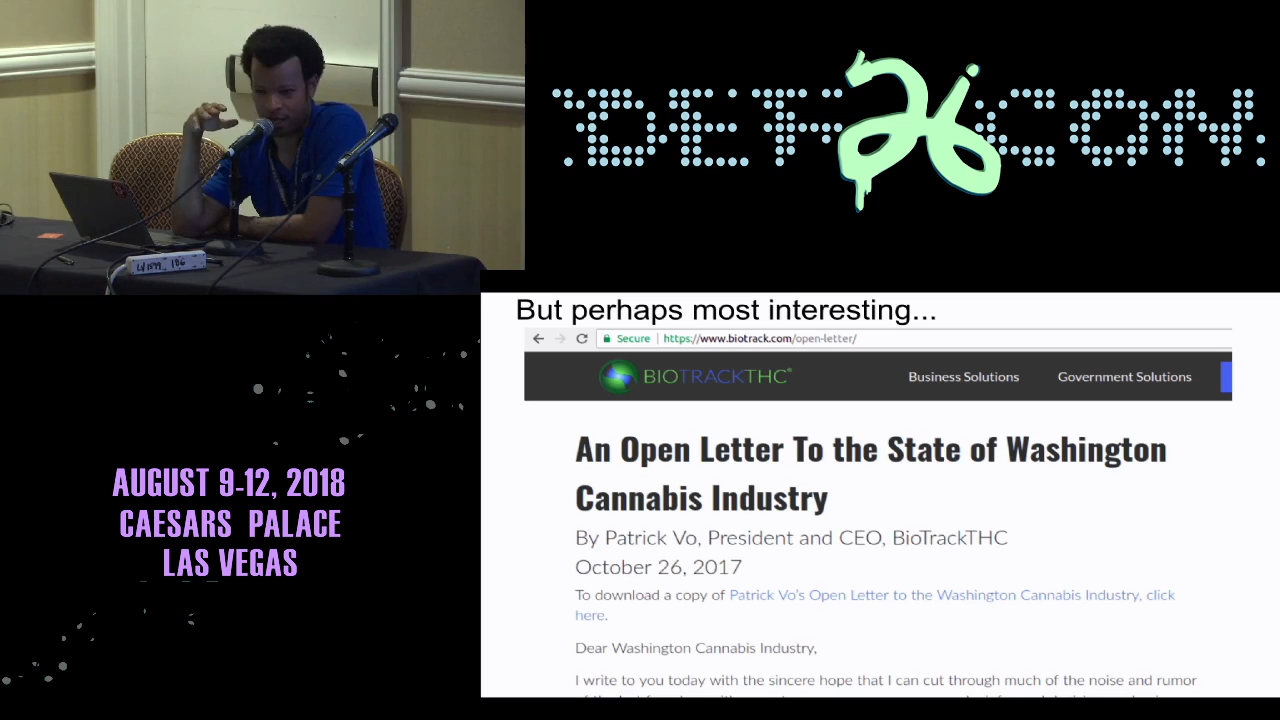 DEF 26 CON
But perhaps most interesting...
Secure https://www.biotrack.com/open-letter/
BIOTRACKTHC®
Business Solutions
Government Solutions
An Open Letter To the State of Washington
Cannabis Industry
By Patrick Vo, President and CEO, BioTrackTHC
October 26, 2017
To download a copy of Patrick Vo's Open Letter to the Washington Cannabis Industry, click
here.
Dear Washington Cannabis Industry,
I write to you today with the sincere hope that I can cut through much of the noise and rumor
AUGUST 9-12, 2018
CAESARS PALACE
LAS VEGAS